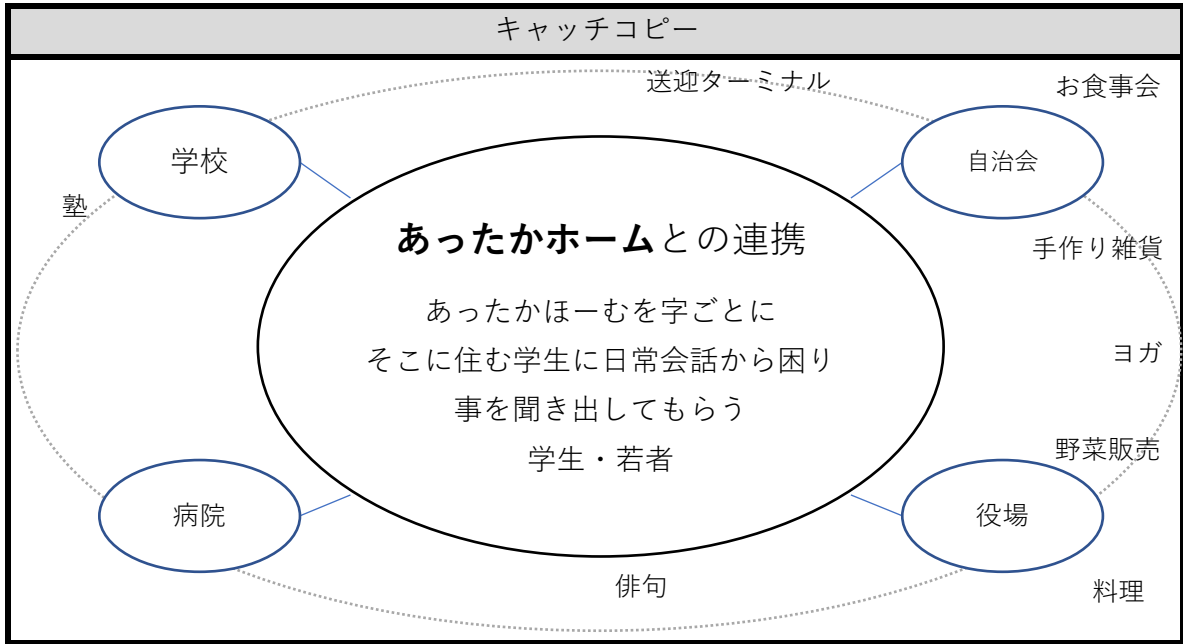 キャッチコピー
送迎ターミナル
お食事会
学校
自治会
塾
手作り雑貨
あったかホームとの連携
あったかほーむを字ごとに
そこに住む学生に日常会話から困り
事を聞き出してもらう
学生・若者
ヨガ
野菜販売
病院
役場
俳句
料理